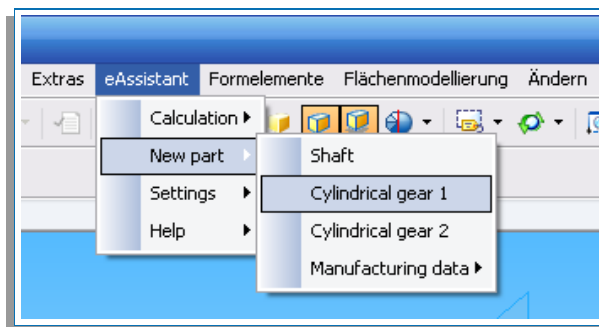 Extras eAssistant Formelemente Flächenmodellierung Ändern
Calculation
New part
Settings
Help
Shaft
Cylindrical gear 1
Cylindrical gear 2
Manufacturing data